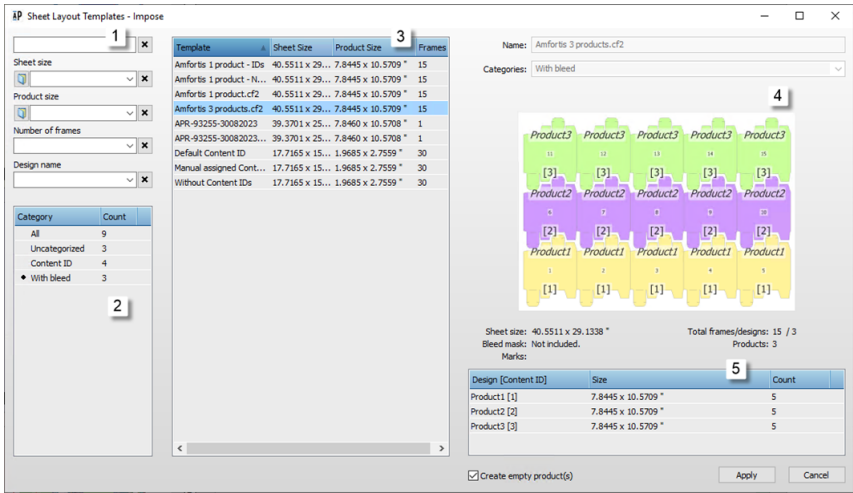 Sheet Layout Templates - Impose
1
Sheet size
Product size
Number of frames
Design name
Category Count
All 9
Uncategorized 3
Content ID 4
With bleed 3
2
3
Template Sheet Size Product Size Frames
Amfortis 1 product - IDs 40.5511 x 29... 7.8445 x 10.5709 " 15
Amfortis 1 product - N... 40.5511 x 29... 7.8445 x 10.5709 " 15
Amfortis 1 product.cf2 40.5511 x 29... 7.8445 x 10.5709 " 15
Amfortis 3 products.cf2 40.5511 x 29... 7.8445 x 10.5709 " 15
APR-93255-30082023 39.3701 x 25... 7.8460 x 10.5708 " 1
APR-93255-30082023... 39.3701 x 25... 7.8460 x 10.5708 " 1
Default Content ID 17.7165 x 15... 1.9685 x 2.7559 " 30
Manual assigned Cont... 17.7165 x 15... 1.9685 x 2.7559 " 30
Without Content IDs 17.7165 x 15... 1.9685 x 2.7559 " 30
Name: Amfortis 3 products.cf2
Categories: With bleed
4
Product3 Product3 Product3 Product3 Product3
11 12 13 14 15
[3] [3] [3] [3] [3]
Product2 Product2 Product2 Product2 Product2
6 7 8 9 10
[2] [2] [2] [2] [2]
Product1 Product1 Product1 Product1 Product1
1 2 3 4 5
[1] [1] [1] [1] [1]
Sheet size: 40.5511 x 29.1338 " Total frames/designs: 15 / 3
Bleed mask: Not included. Products: 3
Marks:
5
Design [Content ID] Size Count
Product1 [1] 7.8445 x 10.5709 " 5
Product2 [2] 7.8445 x 10.5709 " 5
Product3 [3] 7.8445 x 10.5709 " 5
Create empty product(s) Apply Cancel